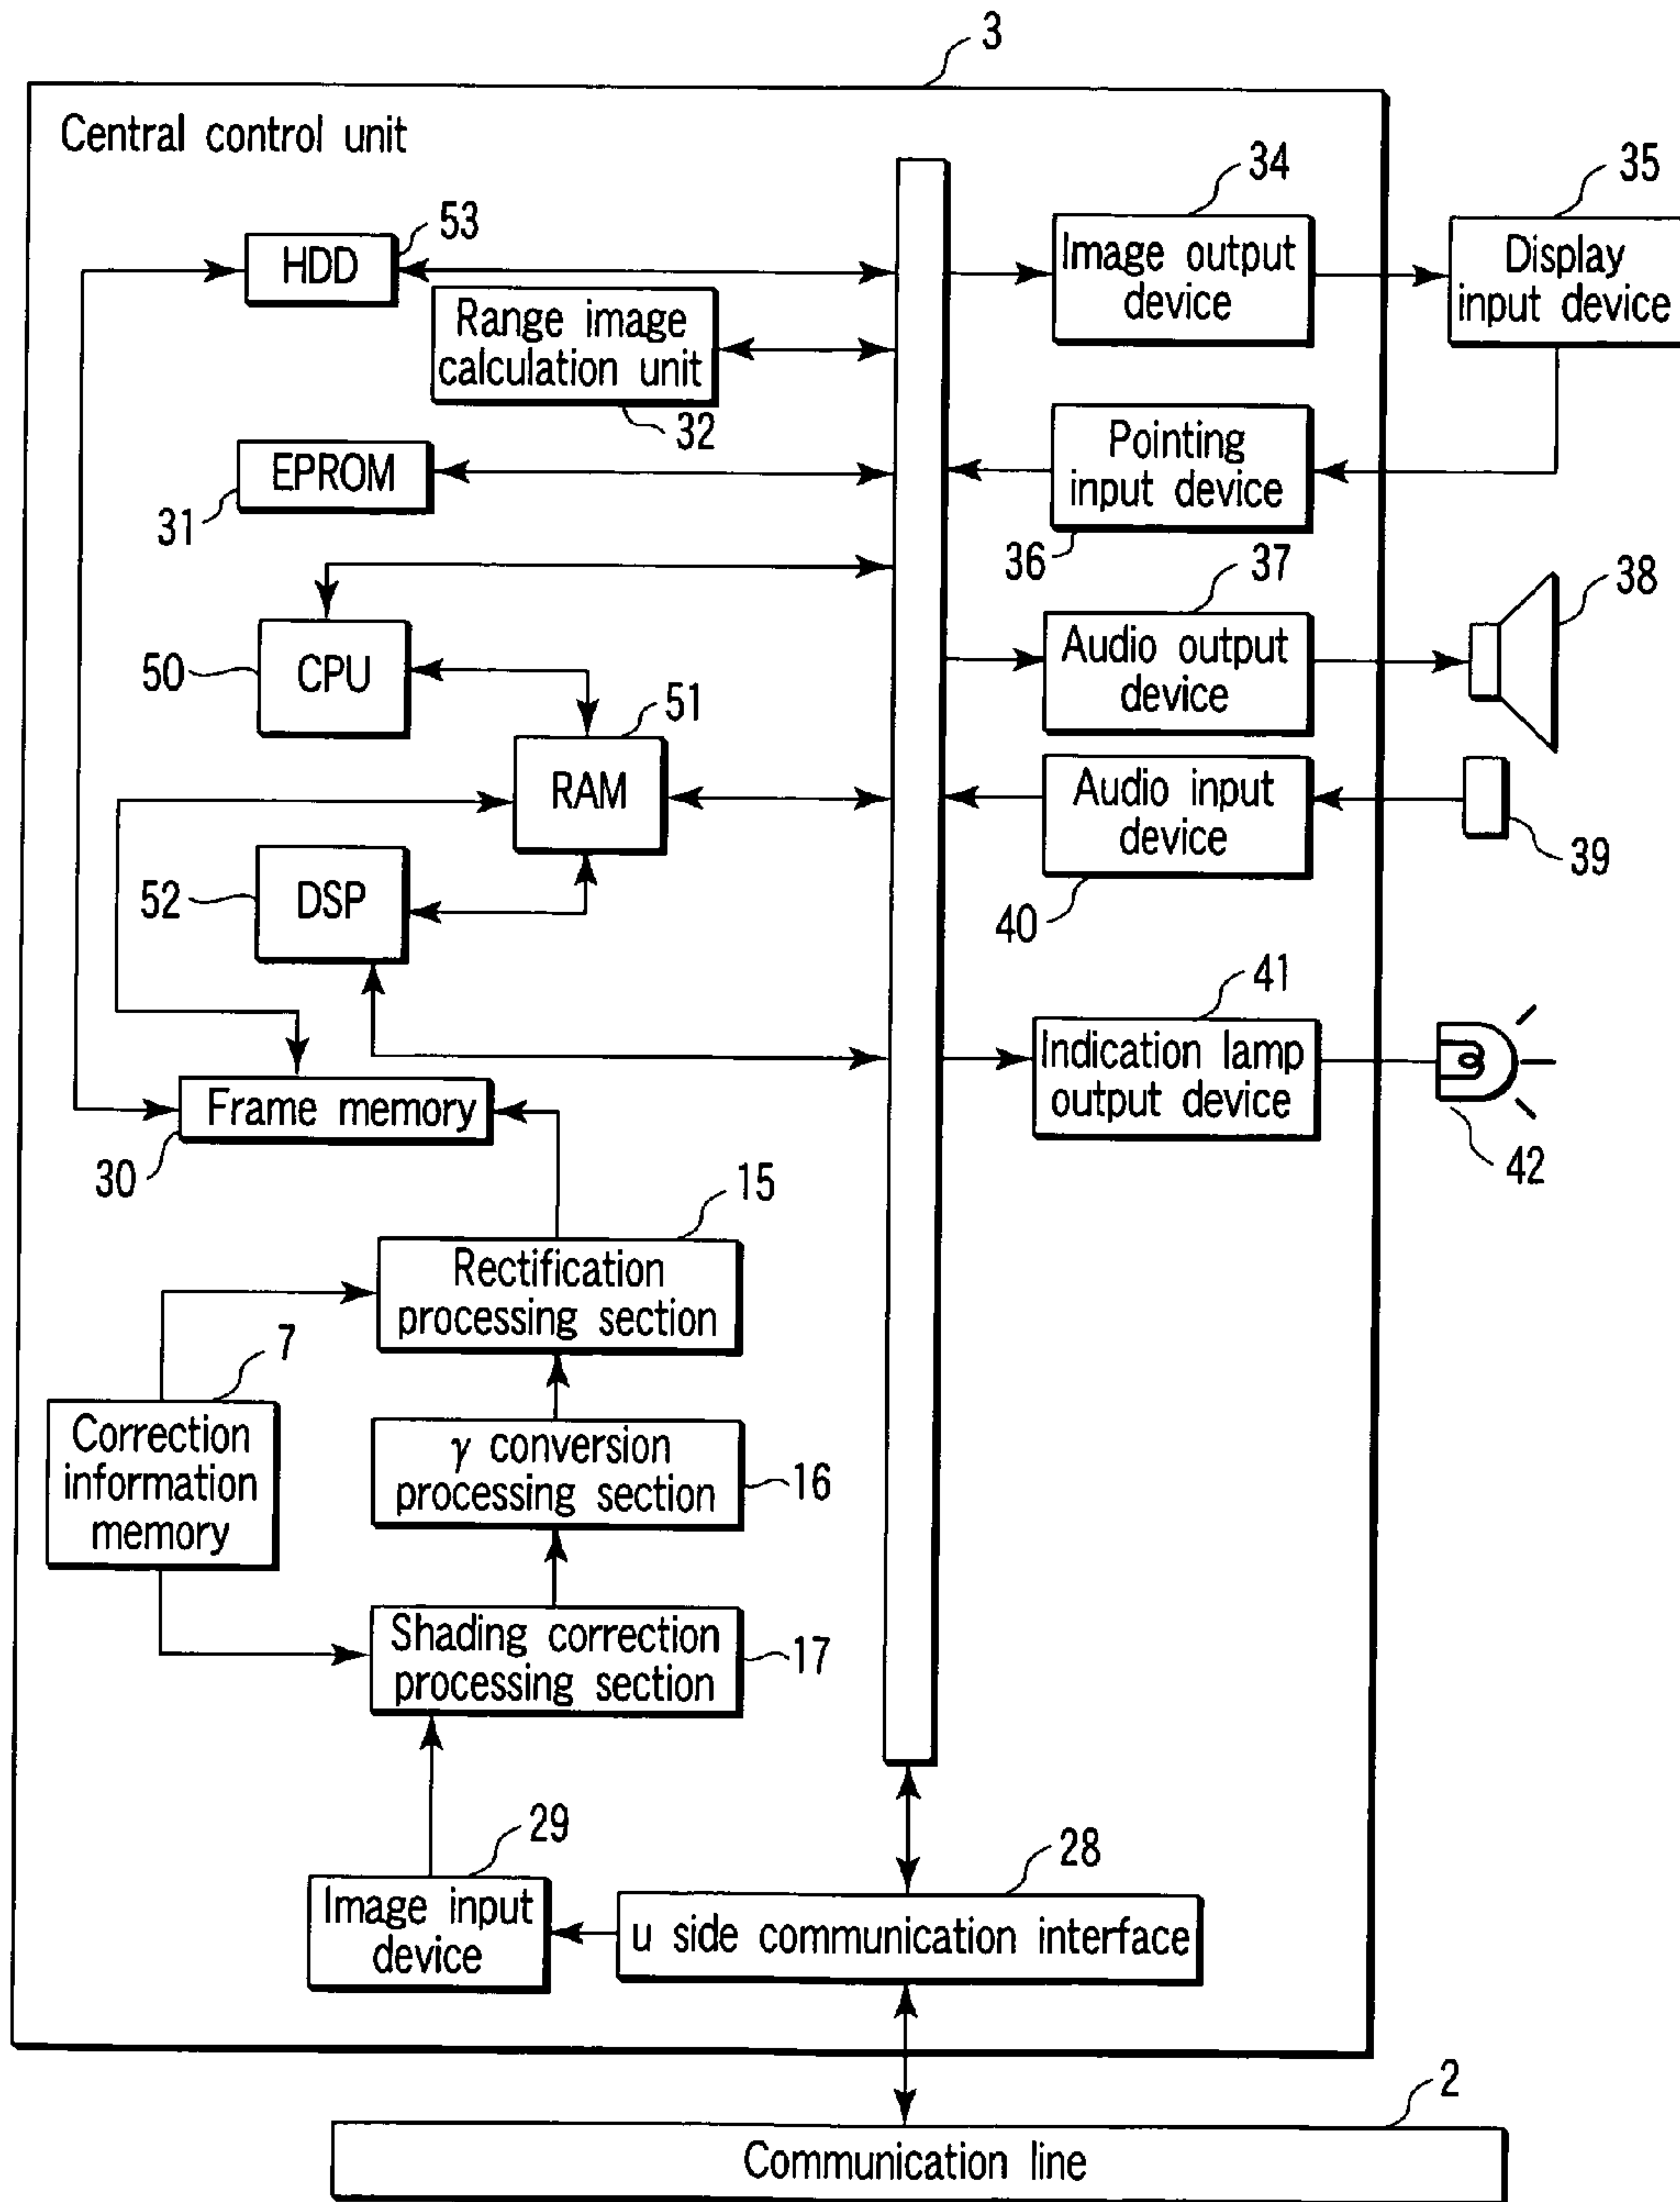 3
Central control unit
34
35
53
HDD
Image output
device
Display
input device
Range image
calculation unit
32
Pointing
input device
EPROM
31
36
37
38
50
CPU
Audio output
device
51
RAM
Audio input
device
39
52
DSP
40
41
Indication lamp
output device
Frame memory
42
30
15
Rectification
processing section
7
Correction
information
memory
γ conversion
processing section
16
Shading correction
processing section
17
29
28
Image input
device
u side communication interface
2
Communication line